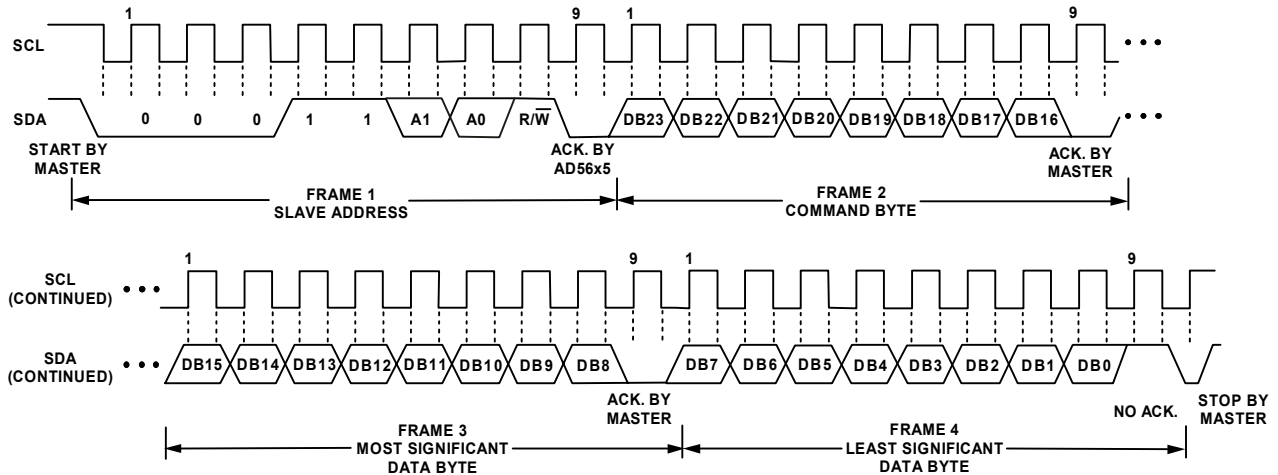 1 9 1 9
SCL
SDA 0 0 0 1 1 A1 A0 R/W̅ DB23 DB22 DB21 DB20 DB19 DB18 DB17 DB16
START BY
MASTER
ACK. BY
AD56x5
ACK. BY
MASTER
FRAME 1
SLAVE ADDRESS
FRAME 2
COMMAND BYTE
1 9 1 9
SCL
(CONTINUED)
SDA
(CONTINUED)
DB15 DB14 DB13 DB12 DB11 DB10 DB9 DB8 DB7 DB6 DB5 DB4 DB3 DB2 DB1 DB0
ACK. BY
MASTER
NO ACK.
STOP BY
MASTER
FRAME 3
MOST SIGNIFICANT
DATA BYTE
FRAME 4
LEAST SIGNIFICANT
DATA BYTE